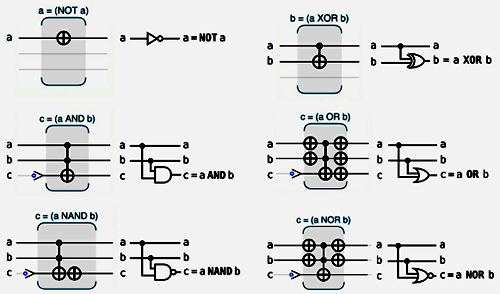 a = (NOT a)
a
a
a = NOT a
b = (a XOR b)
a
b
a
b
a
b = a XOR b
c = (a AND b)
a
b
c
a
b
c
a
b
c = a AND b
c = (a OR b)
a
b
c
a
b
c
a
b
c = a OR b
c = (a NAND b)
a
b
c
a
b
c
a
b
c = a NAND b
c = (a NOR b)
a
b
c
a
b
c
a
b
c = a NOR b